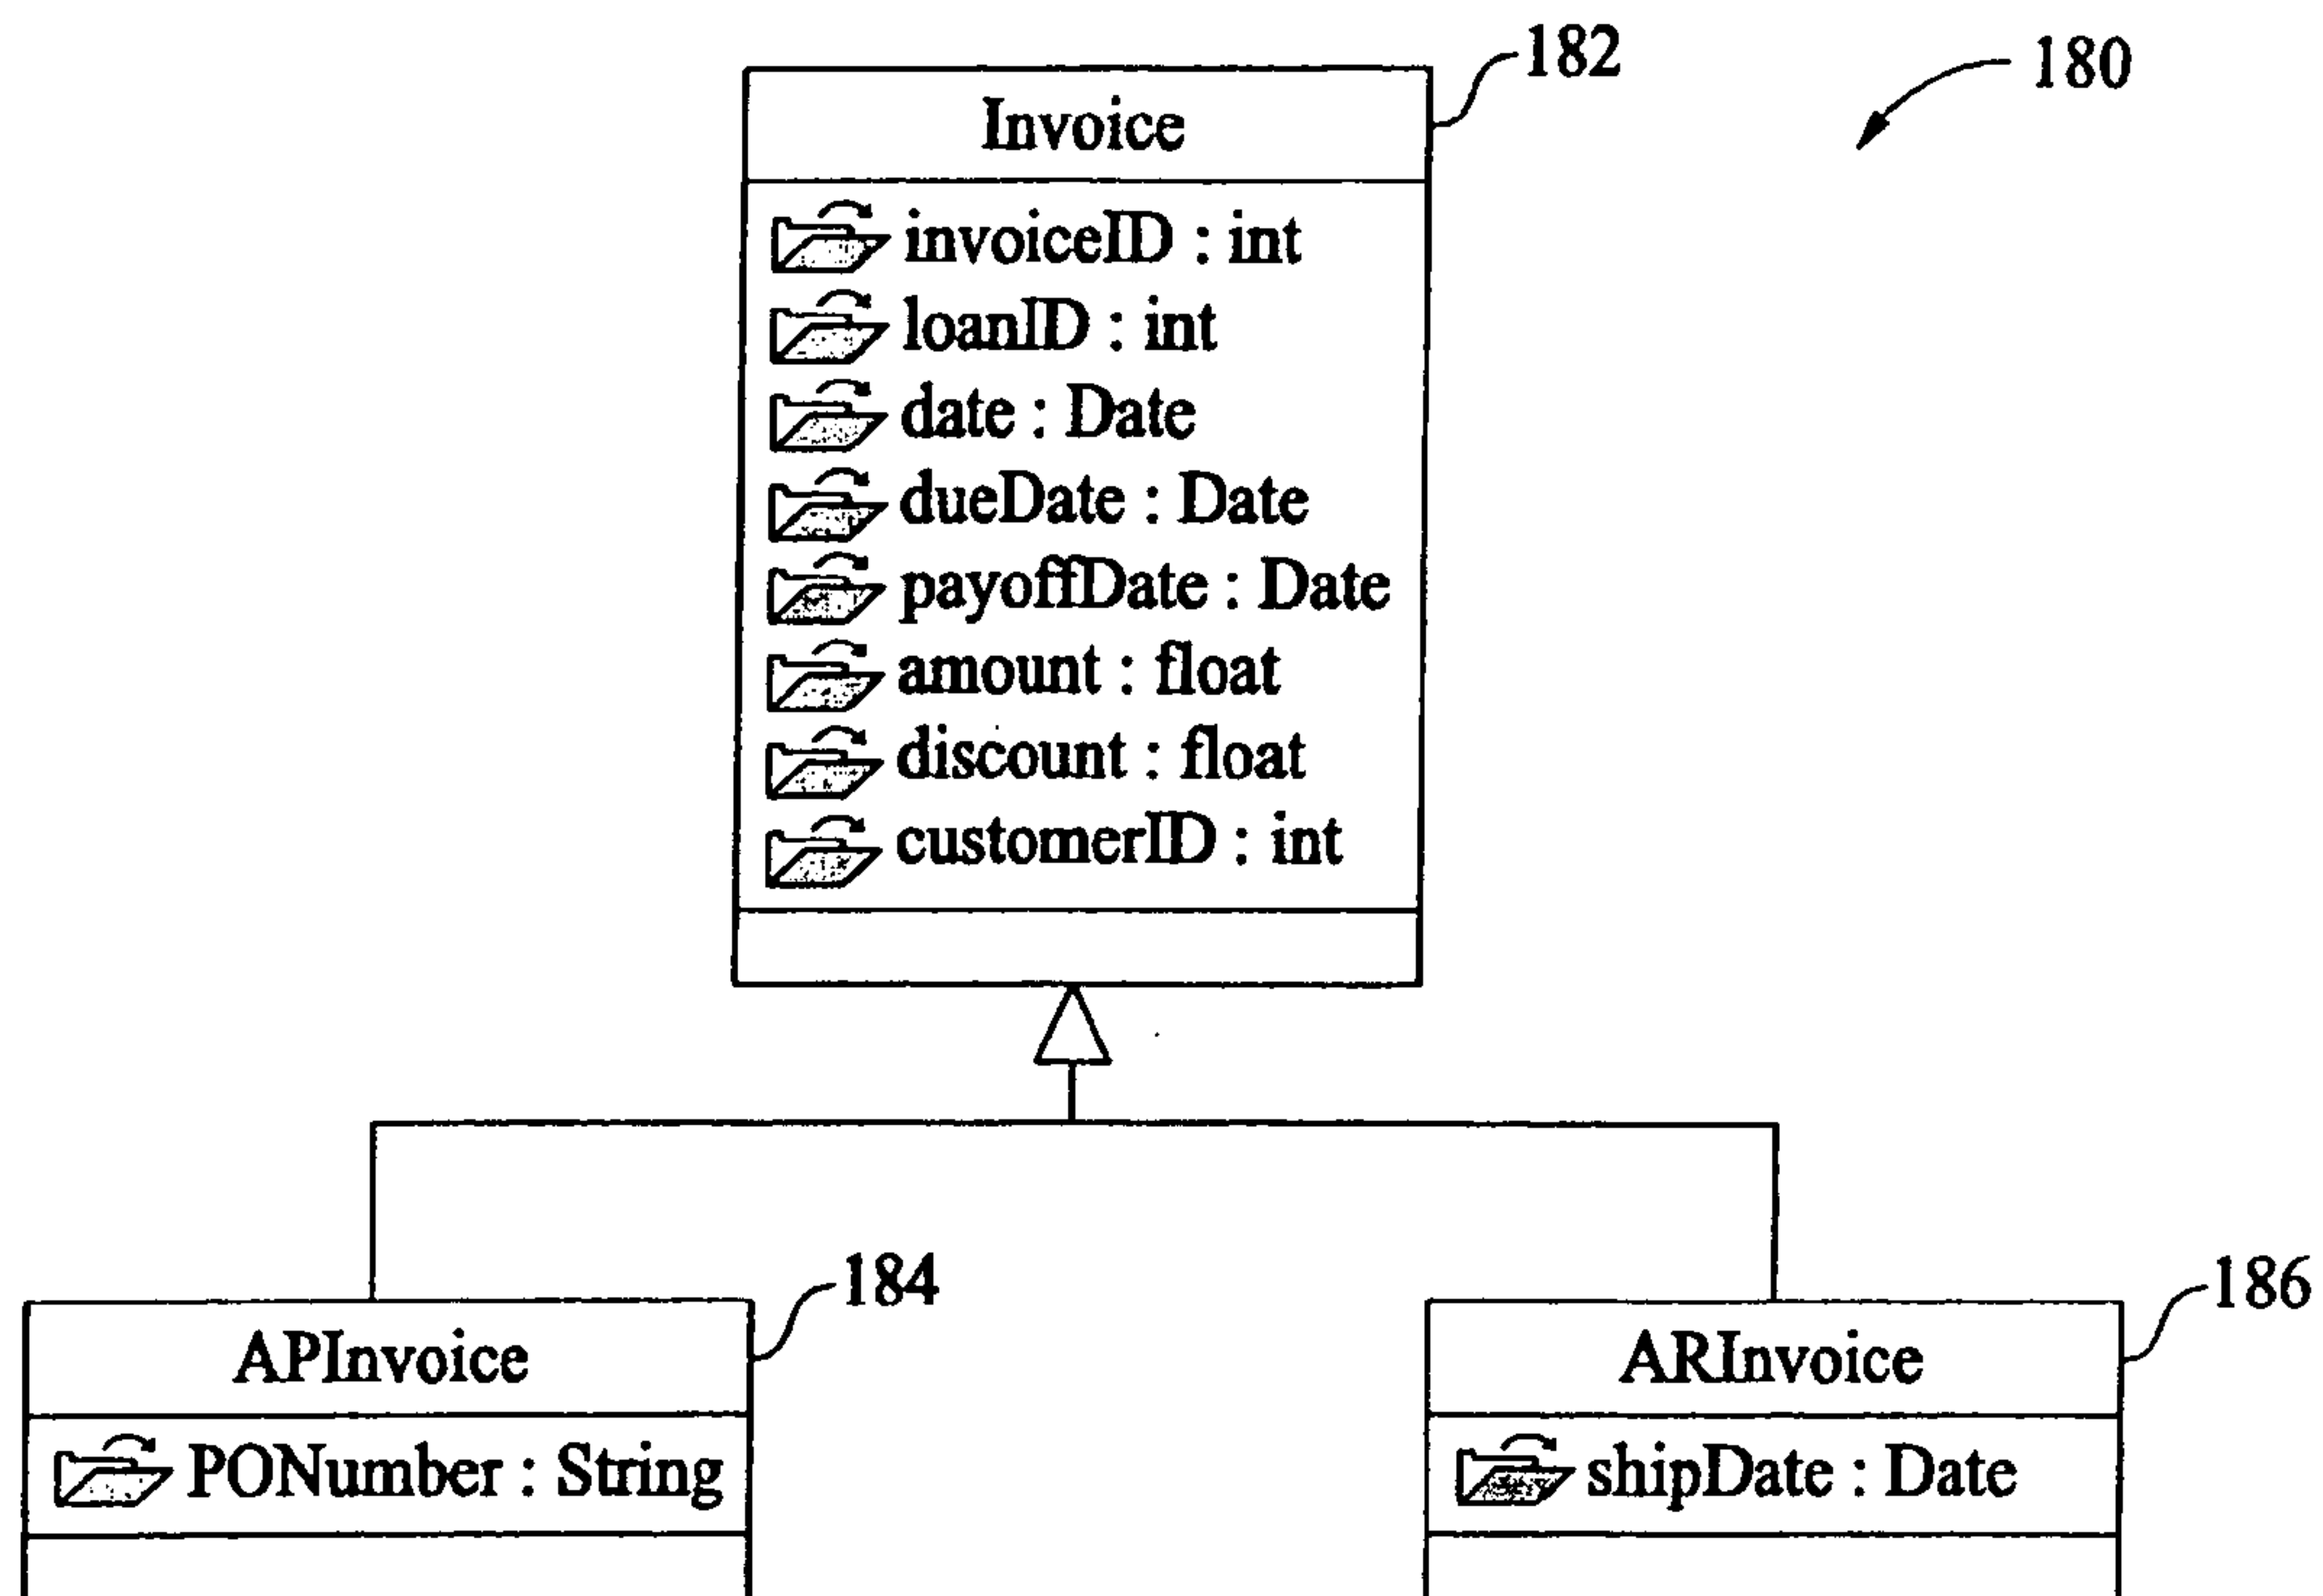 182
180
Invoice
invoiceID : int
loanID : int
date : Date
dueDate : Date
payoffDate : Date
amount : float
discount : float
customerID : int
184
186
APInvoice
ARInvoice
PONumber : String
shipDate : Date